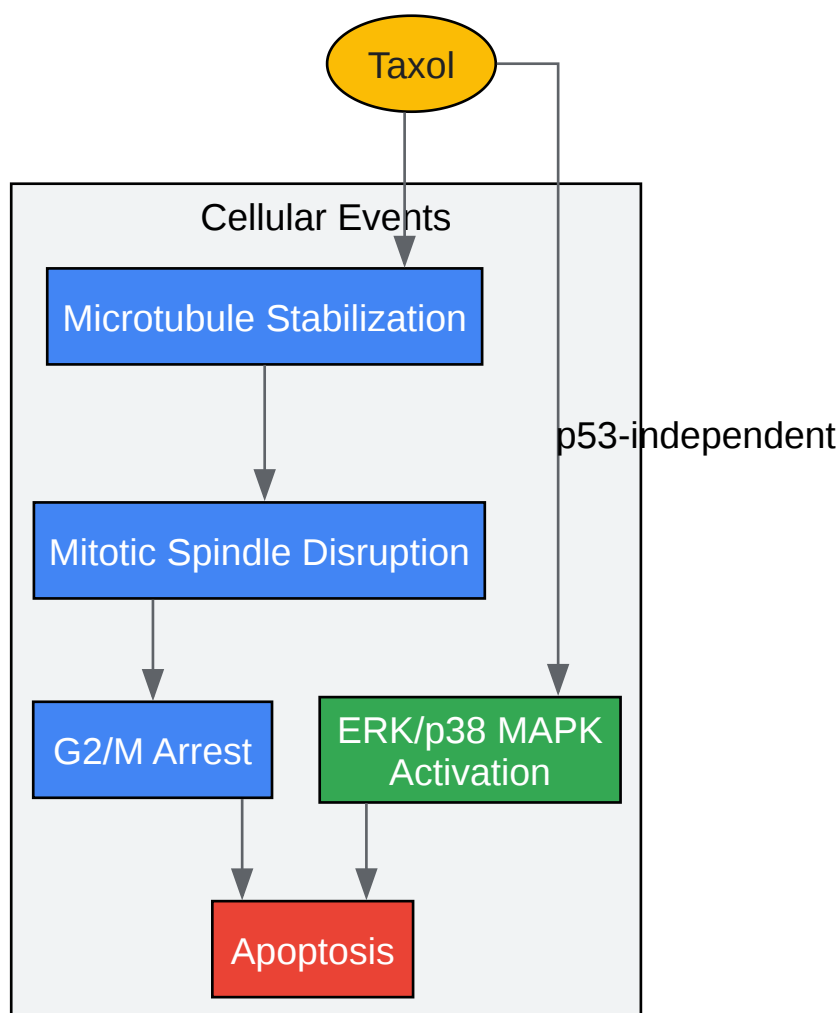 Taxol
Cellular Events
Microtubule Stabilization
p53-independent
Mitotic Spindle Disruption
G2/M Arrest
ERK/p38 MAPK
Activation
Apoptosis